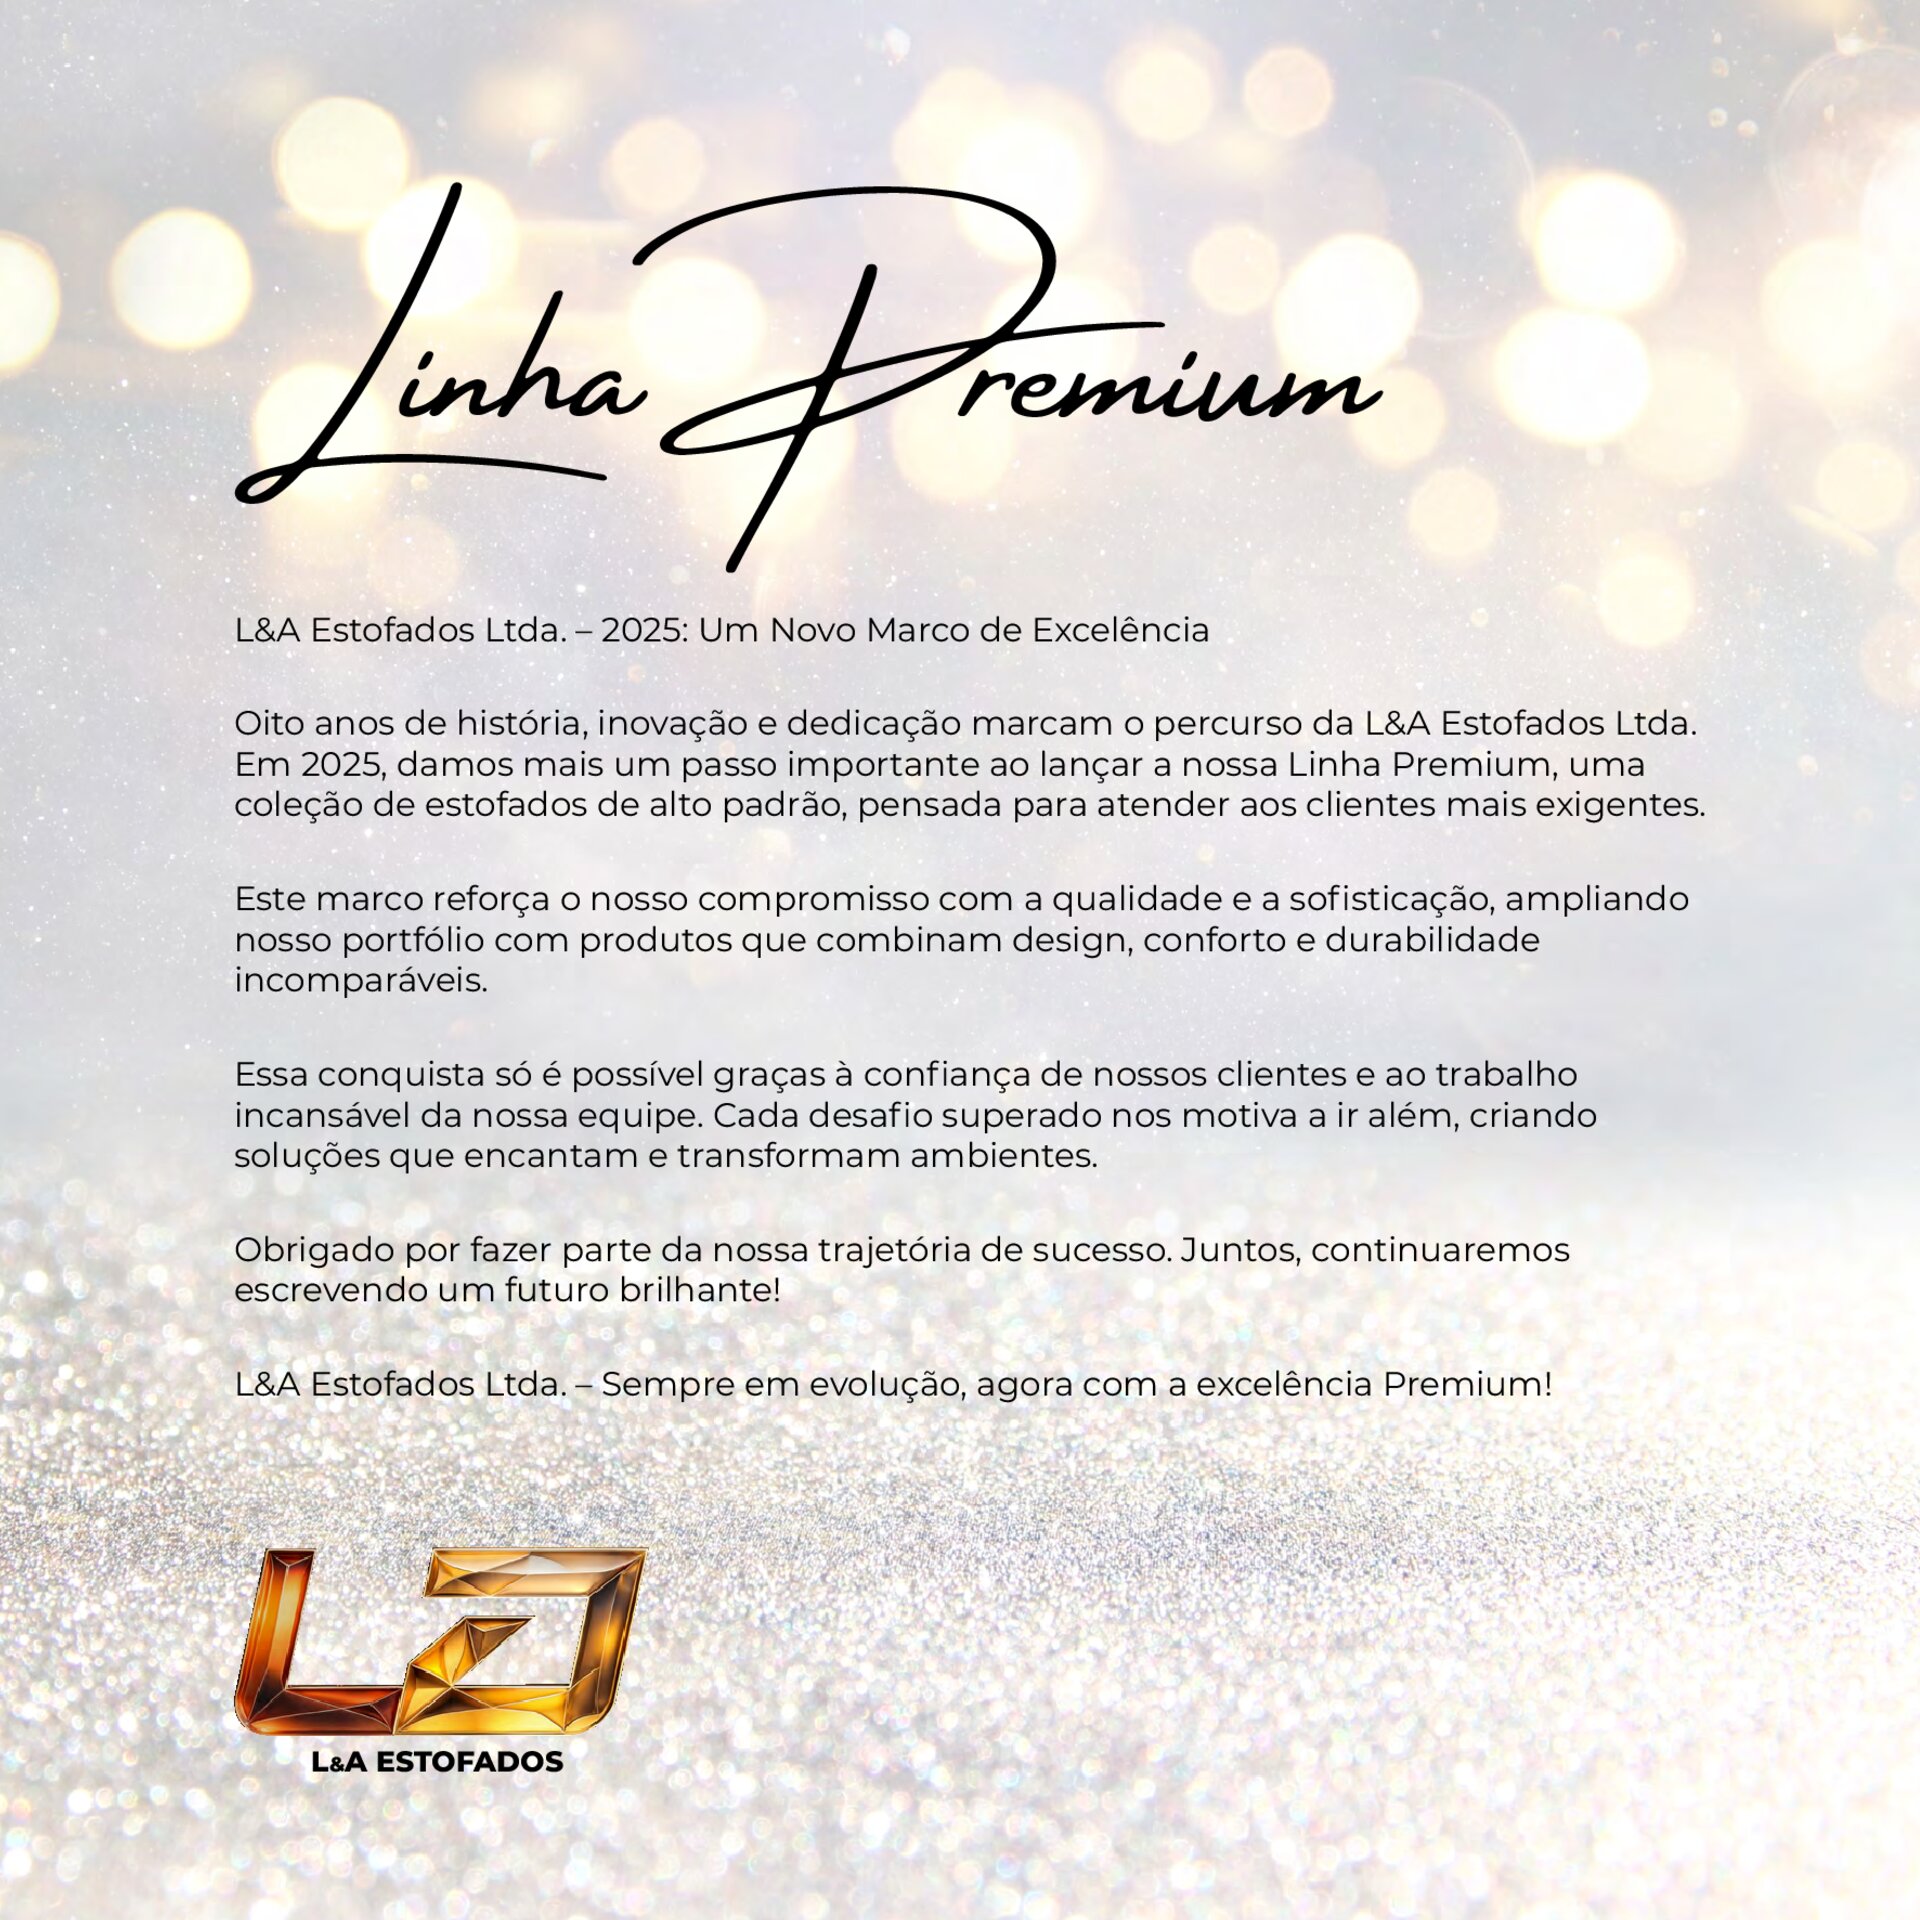 Linha Premium
L&A Estofados Ltda. – 2025: Um Novo Marco de Excelência
Oito anos de história, inovação e dedicação marcam o percurso da L&A Estofados Ltda.
Em 2025, damos mais um passo importante ao lançar a nossa Linha Premium, uma
coleção de estofados de alto padrão, pensada para atender aos clientes mais exigentes.
Este marco reforça o nosso compromisso com a qualidade e a sofisticação, ampliando
nosso portfólio com produtos que combinam design, conforto e durabilidade
incomparáveis.
Essa conquista só é possível graças à confiança de nossos clientes e ao trabalho
incansável da nossa equipe. Cada desafio superado nos motiva a ir além, criando
soluções que encantam e transformam ambientes.
Obrigado por fazer parte da nossa trajetória de sucesso. Juntos, continuaremos
escrevendo um futuro brilhante!
L&A Estofados Ltda. – Sempre em evolução, agora com a excelência Premium!
LA
L&A ESTOFADOS